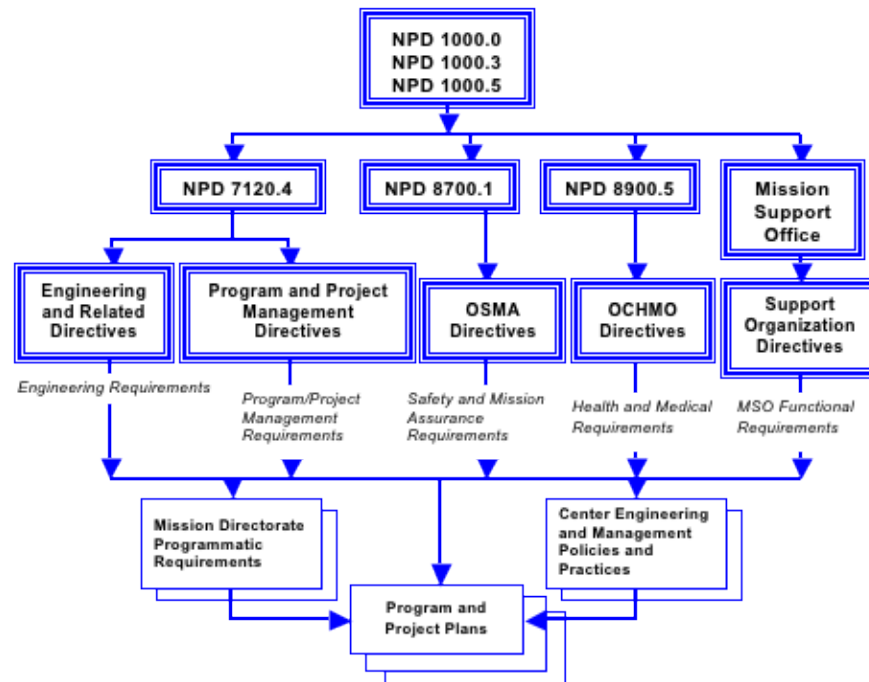 NPD 1000.0
NPD 1000.3
NPD 1000.5
NPD 7120.4
NPD 8700.1
NPD 8900.5
Mission
Support
Office
Engineering
and Related
Directives
Program and Project
Management
Directives
OSMA
Directives
OCHMO
Directives
Support
Organization
Directives
Engineering Requirements
Program/Project
Management
Requirements
Safety and Mission
Assurance
Requirements
Health and Medical
Requirements
MSO Functional
Requirements
Mission Directorate
Programmatic
Requirements
Center Engineering
and Management
Policies and
Practices
Program and
Project Plans